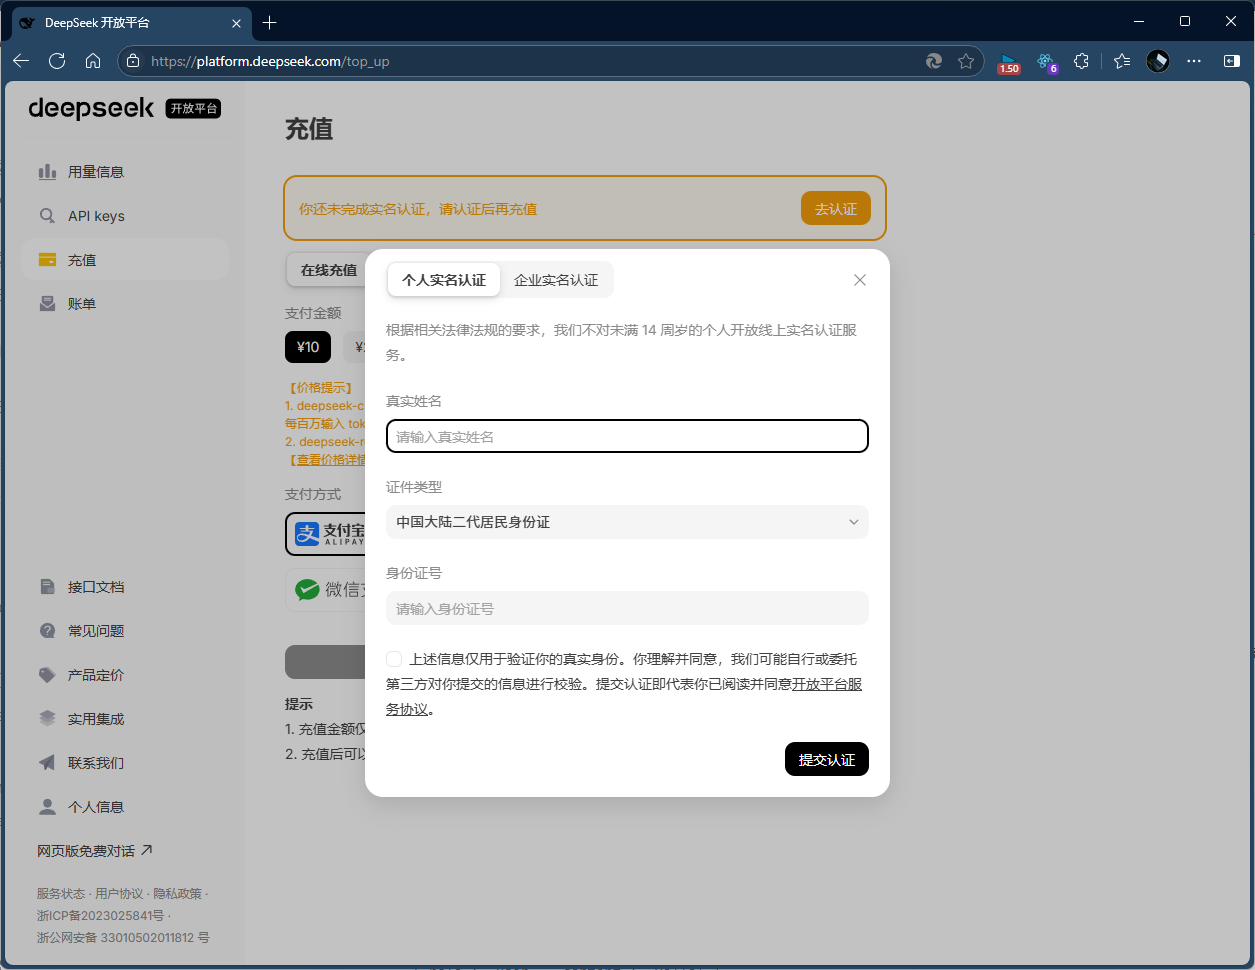 DeepSeek 开放平台
https://platform.deepseek.com/top_up
1.50
6
deepseek 开放平台
用量信息
API keys
充值
账单
接口文档
常见问题
产品定价
实用集成
联系我们
个人信息
网页版免费对话
服务状态 · 用户协议 · 隐私政策 ·
浙ICP备2023025841号 ·
浙公网安备 33010502011812 号
充值
你还未完成实名认证，请认证后再充值
去认证
在线充值
支付金额
¥10
【价格提示】
1. deepseek-c
每百万输入 tok
2. deepseek-r
【查看价格详情
支付方式
支付宝
ALIPAY
微信
提示
1. 充值金额仅
2. 充值后可以
个人实名认证
企业实名认证
根据相关法律法规的要求，我们不对未满 14 周岁的个人开放线上实名认证服
务。
真实姓名
请输入真实姓名
证件类型
中国大陆二代居民身份证
身份证号
请输入身份证号
上述信息仅用于验证你的真实身份。你理解并同意，我们可能自行或委托
第三方对你提交的信息进行校验。提交认证即代表你已阅读并同意开放平台服
务协议。
提交认证